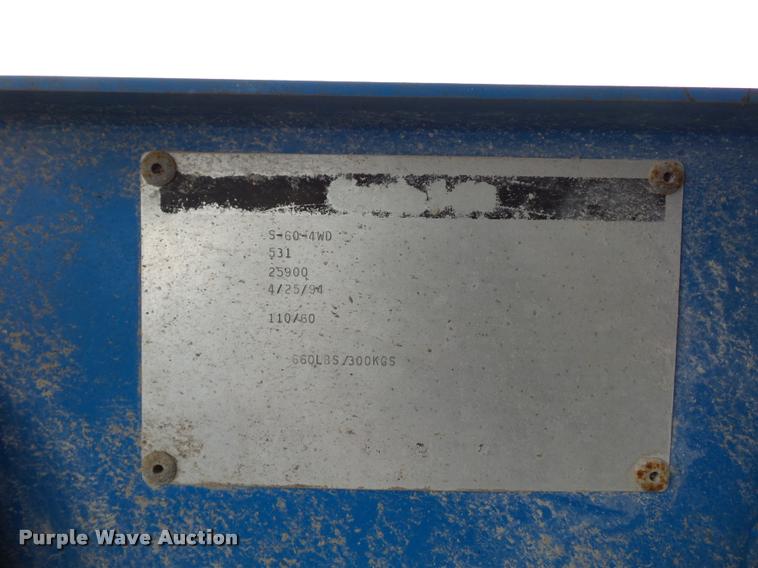 S-60-4WD
531
25900
4/25/94
110/60
660LBS/300KGS
Purple Wave Auction